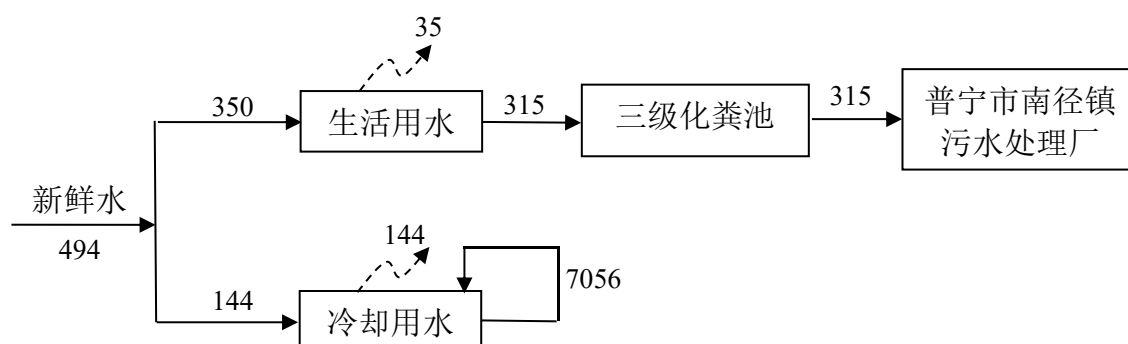 35
350
生活用水
315
三级化粪池
315
普宁市南径镇
污水处理厂
新鲜水
494
144
144
冷却用水
7056